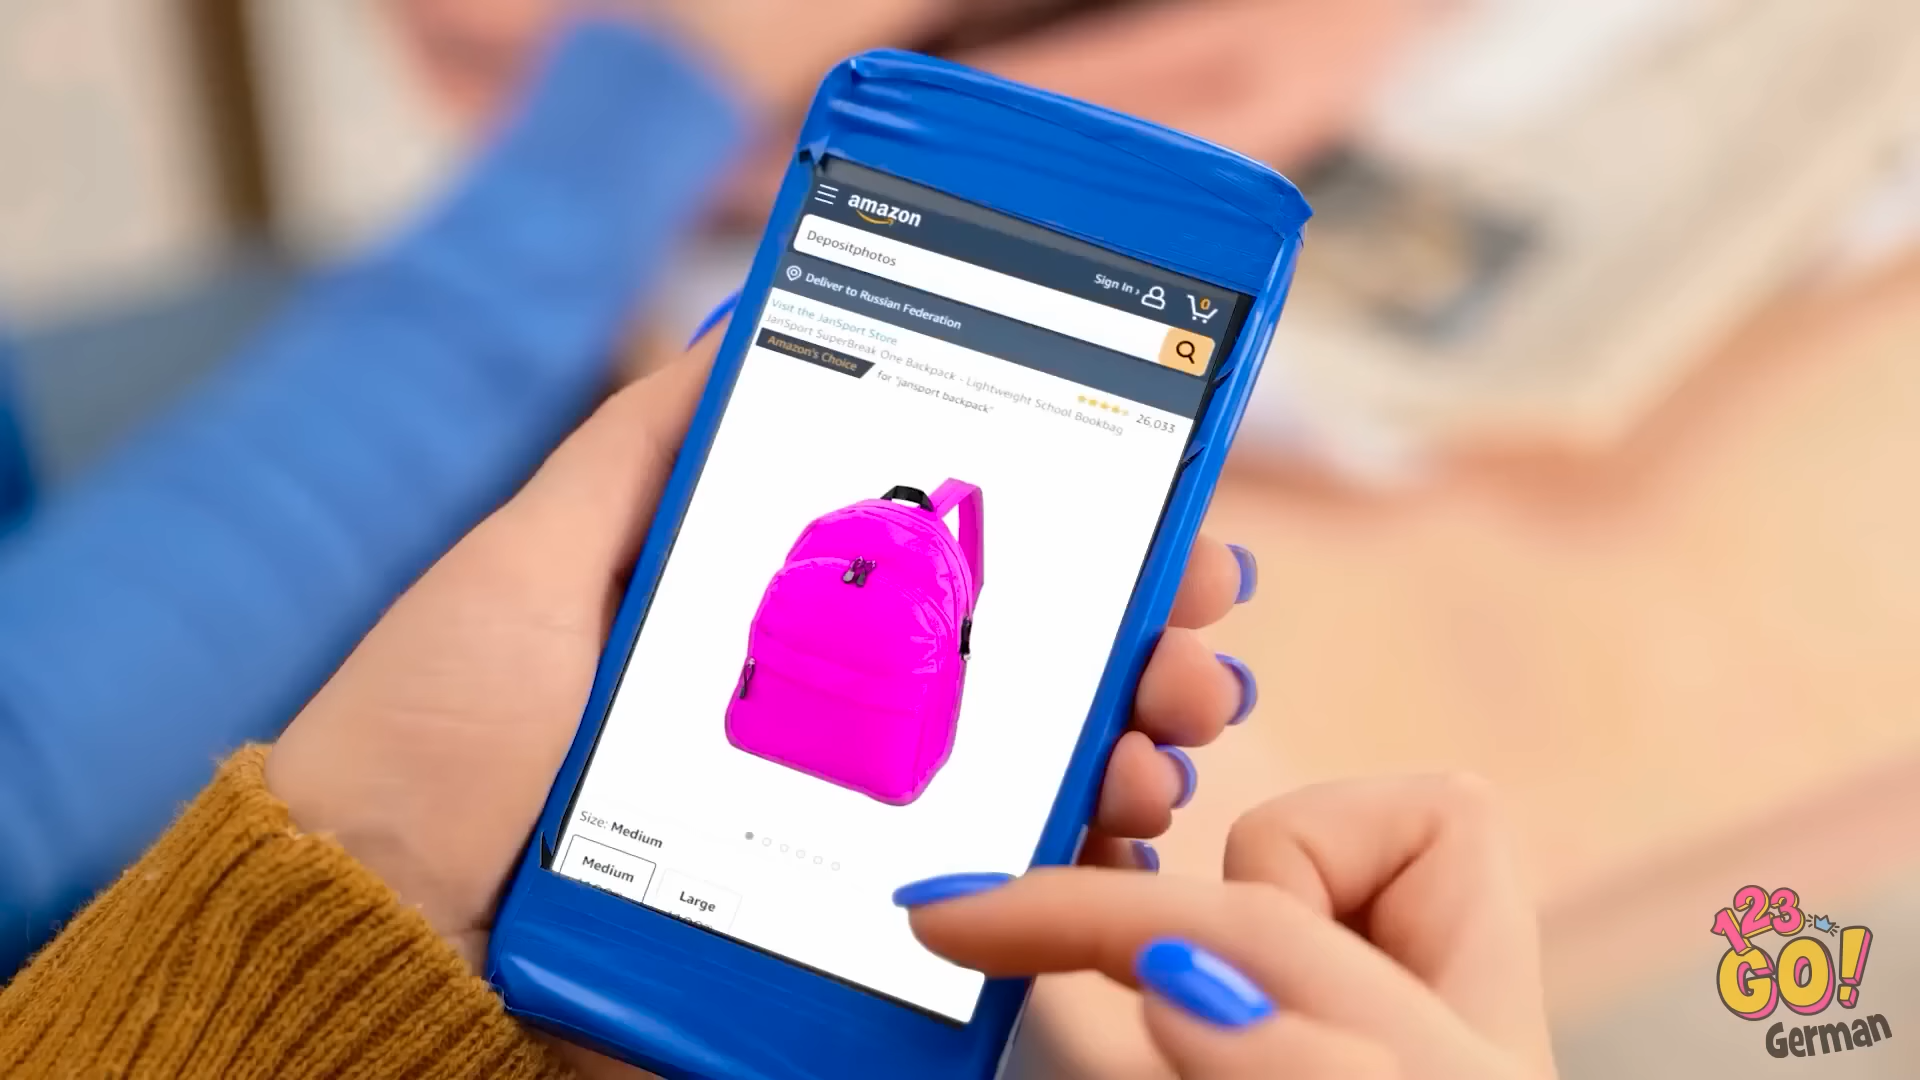 amazon
Sign In ›
0
Depositphotos
Deliver to Russian Federation
Visit the JanSport Store
JanSport SuperBreak One Backpack - Lightweight School Bookbag
26,033
Amazon's Choice
for "jansport backpack"
Size: Medium
Medium
Large
123
GO!
German